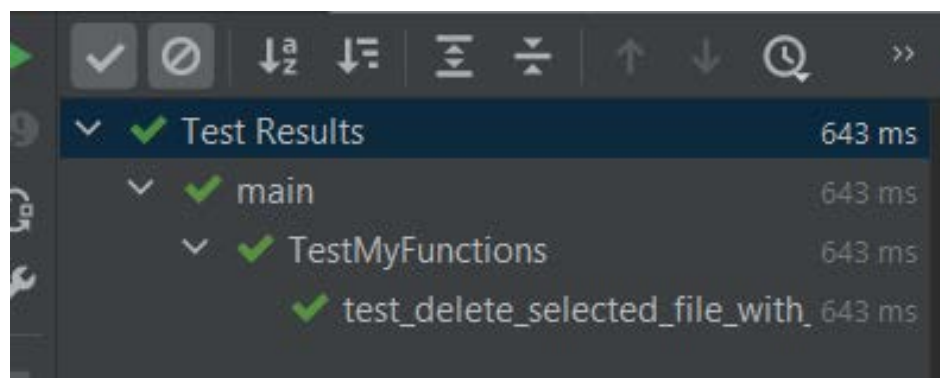 Test Results 643 ms
main 643 ms
TestMyFunctions 643 ms
test_delete_selected_file_with_ 643 ms